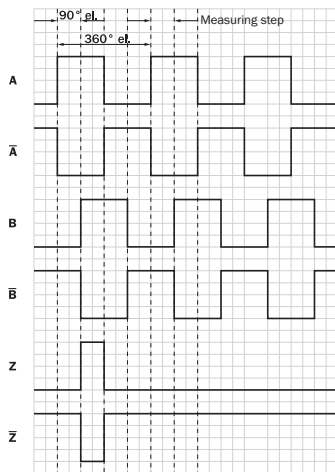 90° el.
Measuring step
360° el.
A
A̅
B
B̅
Z
Z̅